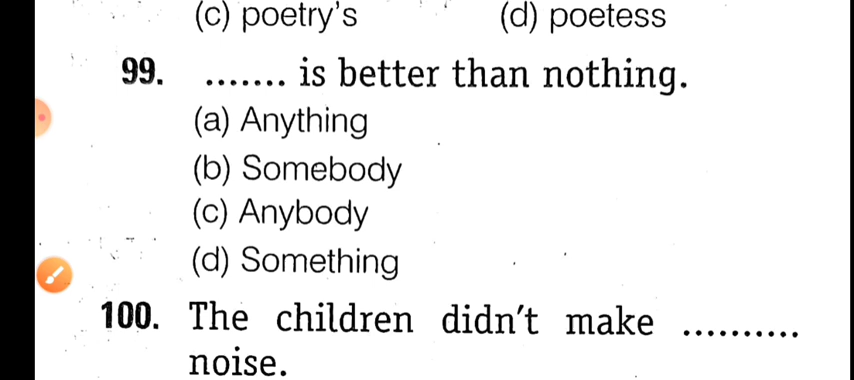 (c) poetry's (d) poetess
99. ....... is better than nothing.
(a) Anything
(b) Somebody
(c) Anybody
(d) Something
100. The children didn't make ..........
noise.